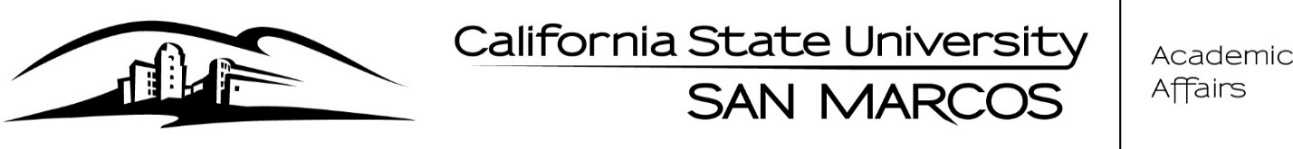 California State University
SAN MARCOS
Academic
Affairs